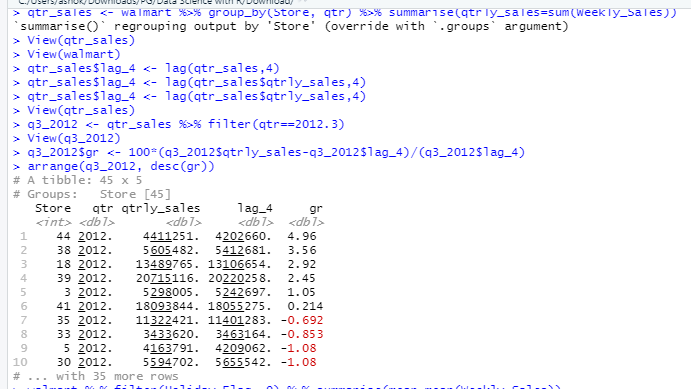 C:/Users/ashok/Downloads/PG/Data Science with R/Download/
> qtr_sales <- walmart %>% group_by(Store, qtr) %>% summarise(qtrly_sales=sum(Weekly_Sales))
`summarise()` regrouping output by 'Store' (override with `.groups` argument)
> View(qtr_sales)
> View(walmart)
> qtr_sales$lag_4 <- lag(qtr_sales,4)
> qtr_sales$lag_4 <- lag(qtr_sales$qtrly_sales,4)
> qtr_sales$lag_4 <- lag(qtr_sales$qtrly_sales,4)
> View(qtr_sales)
> q3_2012 <- qtr_sales %>% filter(qtr==2012.3)
> View(q3_2012)
> q3_2012$gr <- 100*(q3_2012$qtrly_sales-q3_2012$lag_4)/(q3_2012$lag_4)
> arrange(q3_2012, desc(gr))
# A tibble: 45 x 5
# Groups:   Store [45]
   Store   qtr qtrly_sales     lag_4     gr
   <int> <dbl>       <dbl>     <dbl>  <dbl>
 1    44 2012.    4411251.  4202660.  4.96
 2    38 2012.    5605482.  5412681.  3.56
 3    18 2012.   13489765. 13106654.  2.92
 4    39 2012.   20715116. 20220258.  2.45
 5     3 2012.    5298005.  5242697.  1.05
 6    41 2012.   18093844. 18055275.  0.214
 7    35 2012.   11322421. 11401283. -0.692
 8    33 2012.    3433620.  3463164. -0.853
 9     5 2012.    4163791.  4209062. -1.08
10    30 2012.    5594702.  5655542. -1.08
# ... with 35 more rows